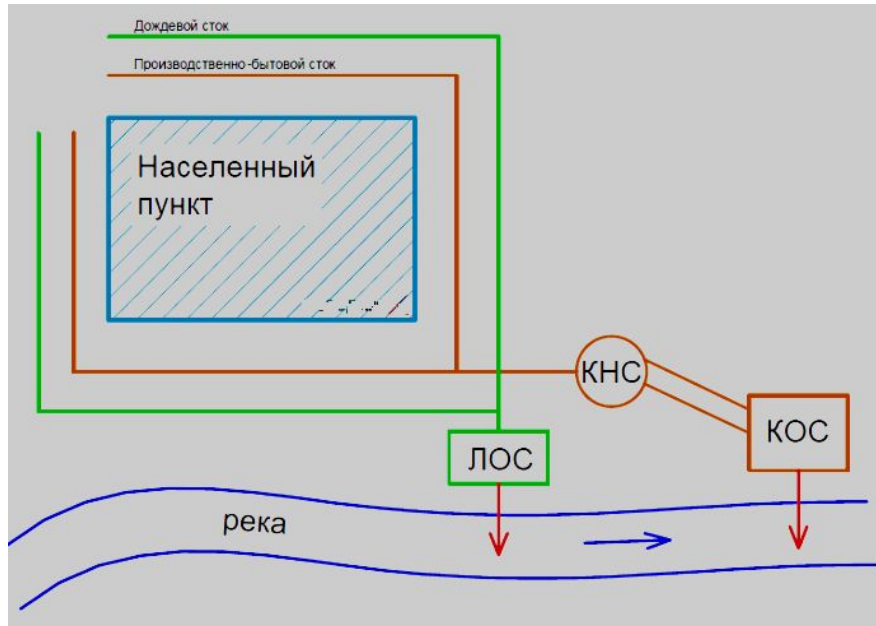 Дождевой сток
Производственно-бытовой сток
Населенный
пункт
КНС
КОС
ЛОС
река